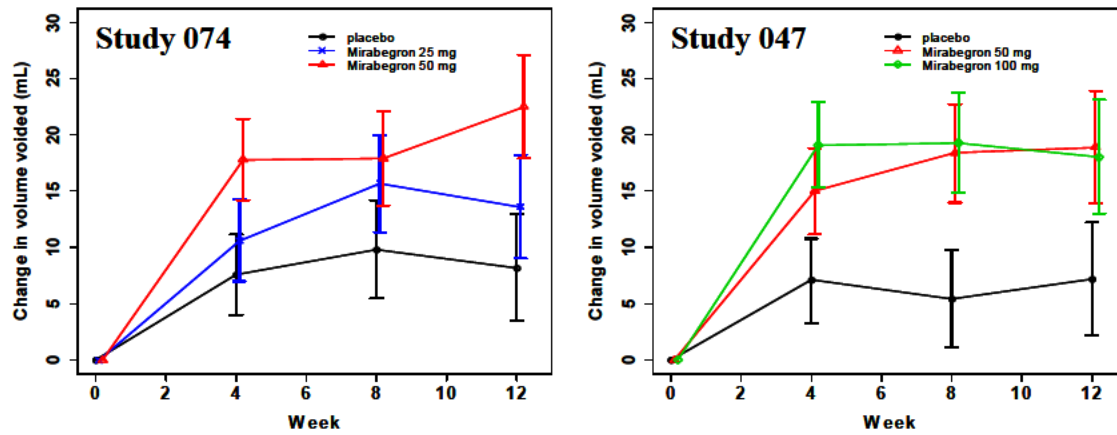 Study 074
placebo
Mirabegron 25 mg
Mirabegron 50 mg
Change in volume voided (mL)
30
25
20
15
10
5
0
0 2 4 6 8 10 12
Week
Study 047
placebo
Mirabegron 50 mg
Mirabegron 100 mg
Change in volume voided (mL)
30
25
20
15
10
5
0
0 2 4 6 8 10 12
Week